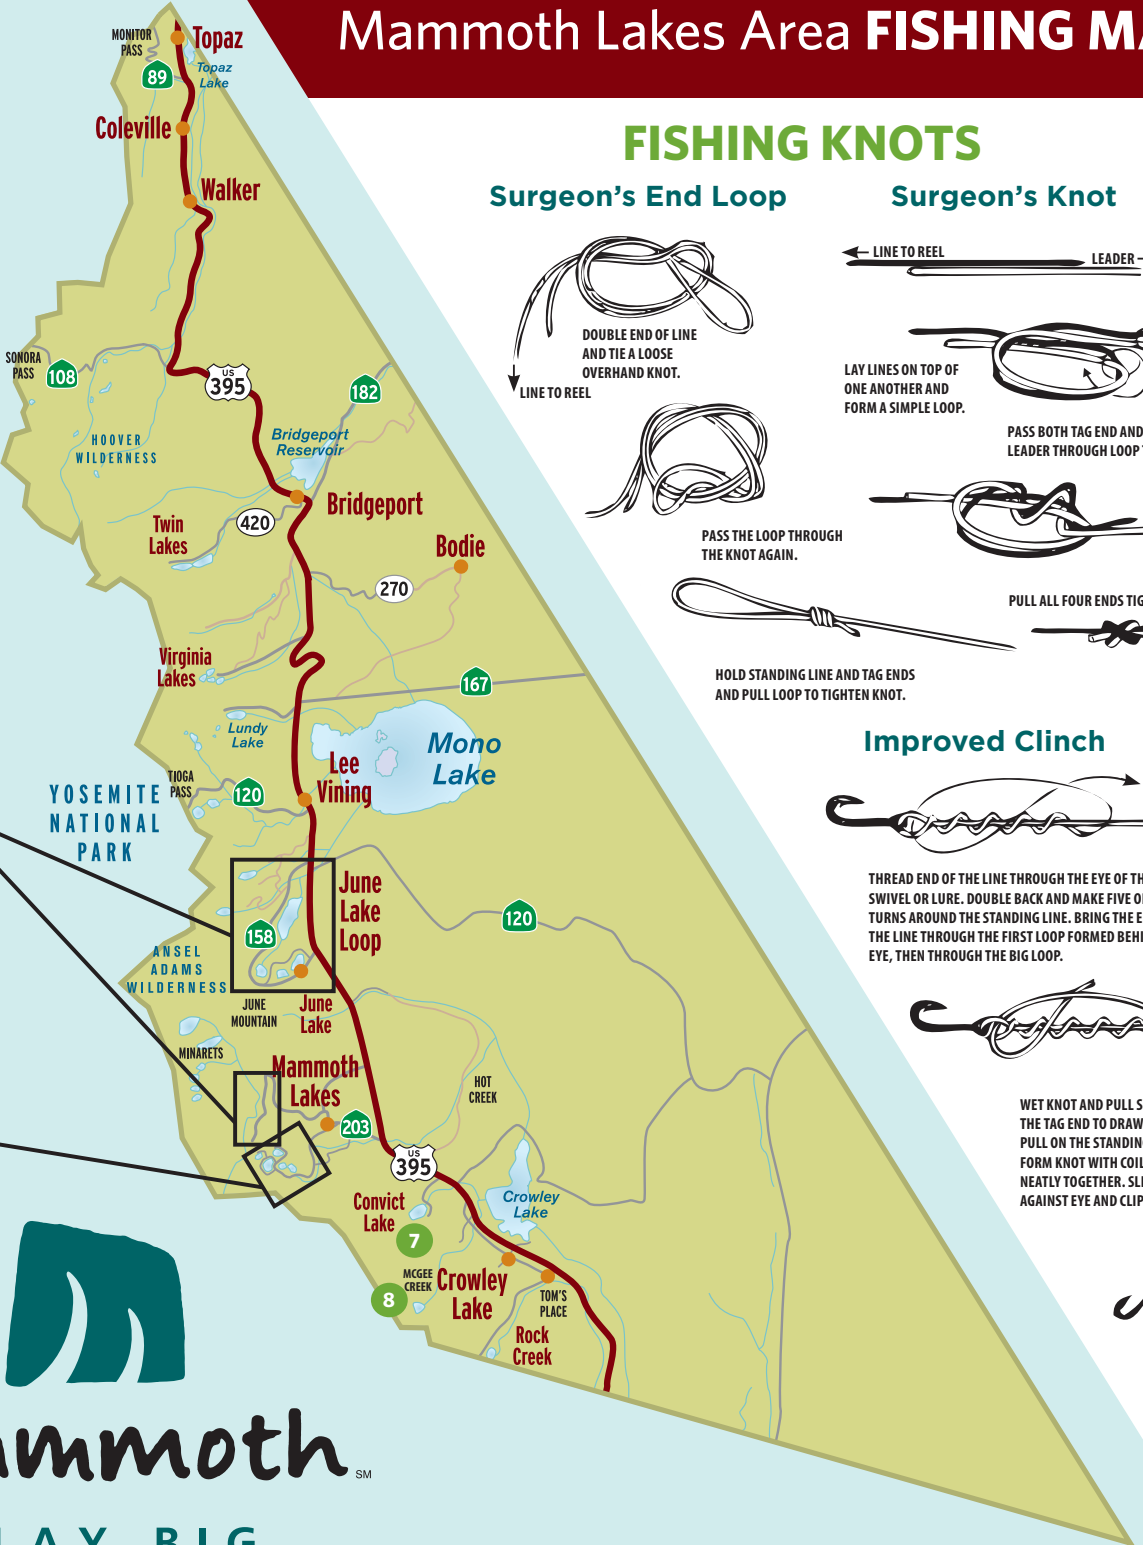 Mammoth Lakes Area FISHING MA
MONITOR
PASS
Topaz
Topaz
Lake
89
Coleville
Walker
SONORA
PASS
108
US
395
182
HOOVER
WILDERNESS
Bridgeport
Reservoir
Bridgeport
420
Twin
Lakes
Bodie
270
Virginia
Lakes
167
Lundy
Lake
Mono
Lake
Lee
Vining
TIOGA
PASS
120
YOSEMITE
NATIONAL
PARK
June
Lake
Loop
158
120
ANSEL
ADAMS
WILDERNESS
JUNE
MOUNTAIN
June
Lake
MINARETS
Mammoth
Lakes
203
HOT
CREEK
US
395
Convict
Lake
7
Crowley
Lake
MCGEE
CREEK
8
Crowley
Lake
TOM'S
PLACE
Rock
Creek
FISHING KNOTS
Surgeon's End Loop
DOUBLE END OF LINE
AND TIE A LOOSE
OVERHAND KNOT.
LINE TO REEL
PASS THE LOOP THROUGH
THE KNOT AGAIN.
HOLD STANDING LINE AND TAG ENDS
AND PULL LOOP TO TIGHTEN KNOT.
Surgeon's Knot
LINE TO REEL
LEADER
LAY LINES ON TOP OF
ONE ANOTHER AND
FORM A SIMPLE LOOP.
PASS BOTH TAG END AND
LEADER THROUGH LOOP
PULL ALL FOUR ENDS TIG
Improved Clinch
THREAD END OF THE LINE THROUGH THE EYE OF TH
SWIVEL OR LURE. DOUBLE BACK AND MAKE FIVE O
TURNS AROUND THE STANDING LINE. BRING THE E
THE LINE THROUGH THE FIRST LOOP FORMED BEHI
EYE, THEN THROUGH THE BIG LOOP.
WET KNOT AND PULL S
THE TAG END TO DRAW
PULL ON THE STANDING
FORM KNOT WITH COIL
NEATLY TOGETHER. SLI
AGAINST EYE AND CLIP
ammoth
SM
LAY BIG